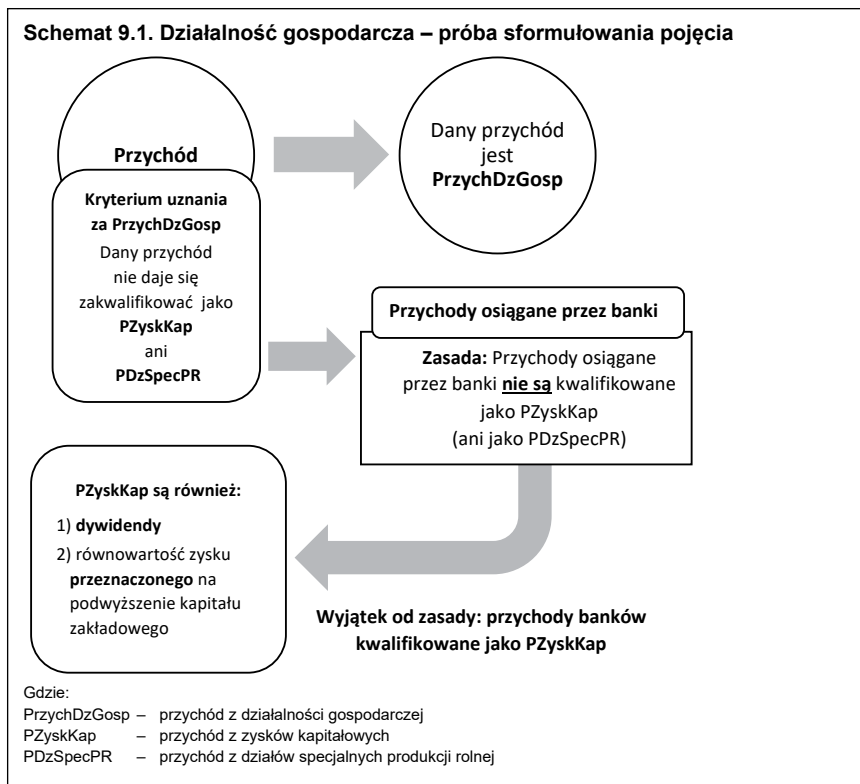 Schemat 9.1. Działalność gospodarcza – próba sformułowania pojęcia
Przychód
Dany przychód
jest
PrzychDzGosp
Kryterium uznania
za PrzychDzGosp
Dany przychód
nie daje się
zakwalifikować jako
PZyskKap
ani
PDzSpecPR
Przychody osiągane przez banki
Zasada: Przychody osiągane
przez banki nie są kwalifikowane
jako PZyskKap
(ani jako PDzSpecPR)
PZyskKap są również:
1) dywidendy
2) równowartość zysku
przeznaczonego na
podwyższenie kapitału
zakładowego
Wyjątek od zasady: przychody banków
kwalifikowane jako PZyskKap
Gdzie:
PrzychDzGosp – przychód z działalności gospodarczej
PZyskKap – przychód z zysków kapitałowych
PDzSpecPR – przychód z działów specjalnych produkcji rolnej